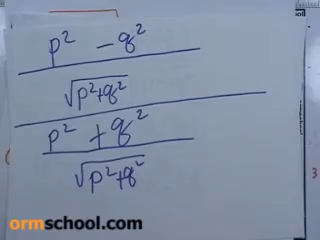 p² - q²
√p²+q²
p² + q²
√p²+q²
ormschool.com